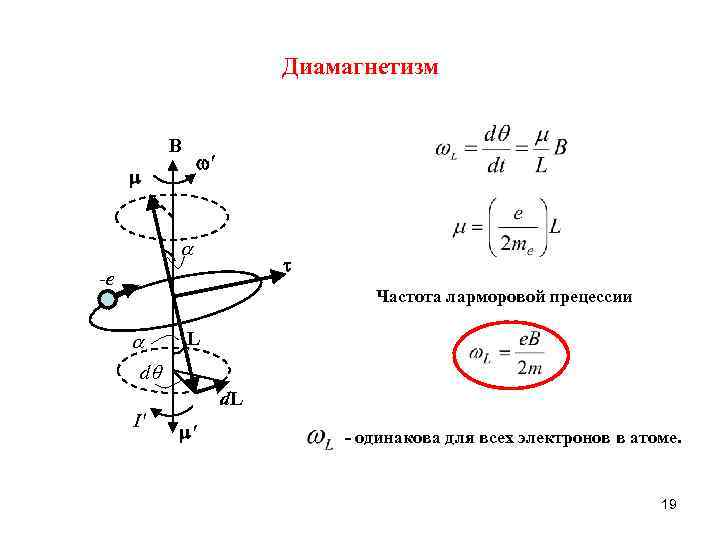 Диамагнетизм
B
ω'
μ
α
τ
-e
α
L
dθ
dL
I'
μ'
ω_L = dθ/dt = μ/L B
μ = (e/2m_e) L
Частота ларморовой прецессии
ω_L = eB/2m
ω_L - одинакова для всех электронов в атоме.
19